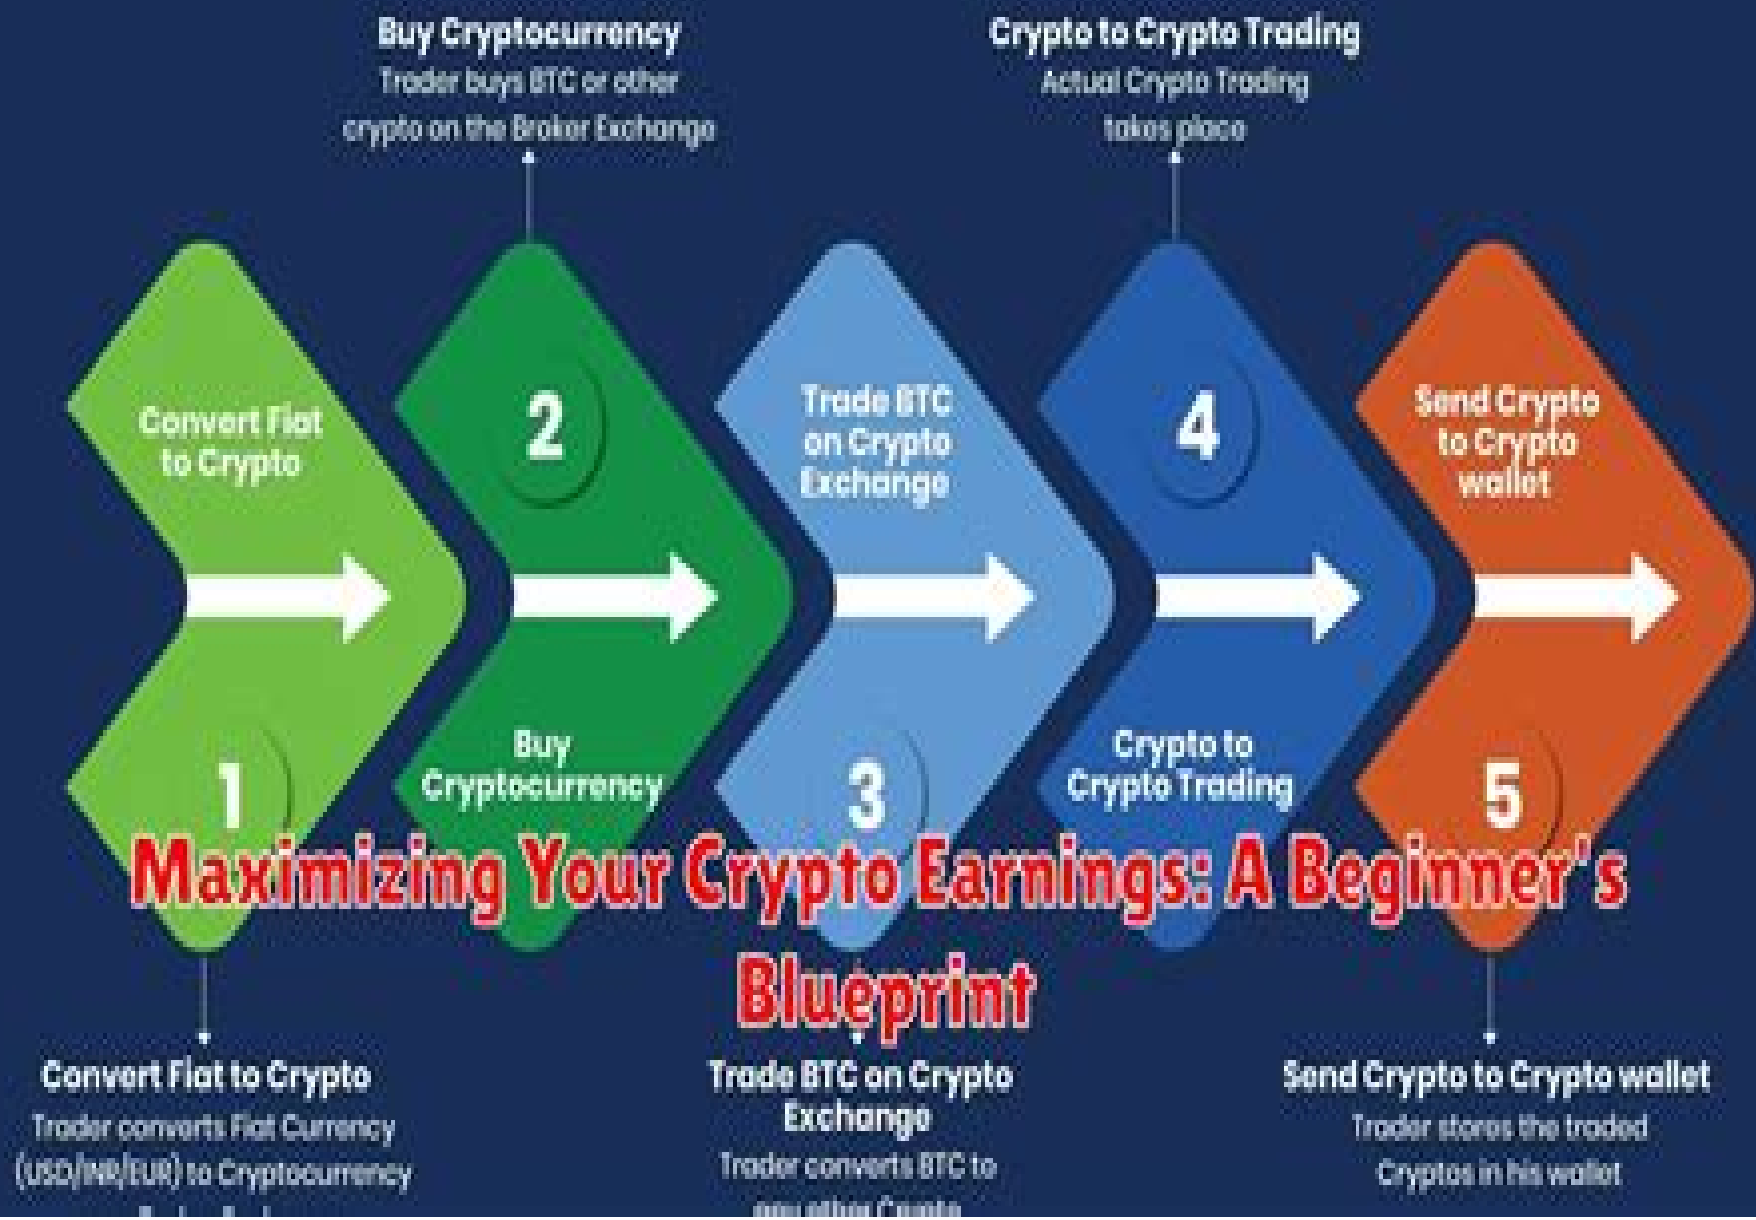 Buy Cryptocurrency
Trader buys BTC or other
crypto on the Broker Exchange
Crypto to Crypto Trading
Actual Crypto Trading
takes place
Convert Fiat
to Crypto
1
2
Buy
Cryptocurrency
Trade BTC
on Crypto
Exchange
3
4
Crypto to
Crypto Trading
Send Crypto
to Crypto
wallet
5
Maximizing Your Crypto Earnings: A Beginner's
Blueprint
Convert Fiat to Crypto
Trader converts Fiat Currency
(USD/INR/EUR) to Cryptocurrency
Trade BTC on Crypto
Exchange
Trader converts BTC to
any other Crypto
Send Crypto to Crypto wallet
Trader stores the traded
Cryptos in his wallet